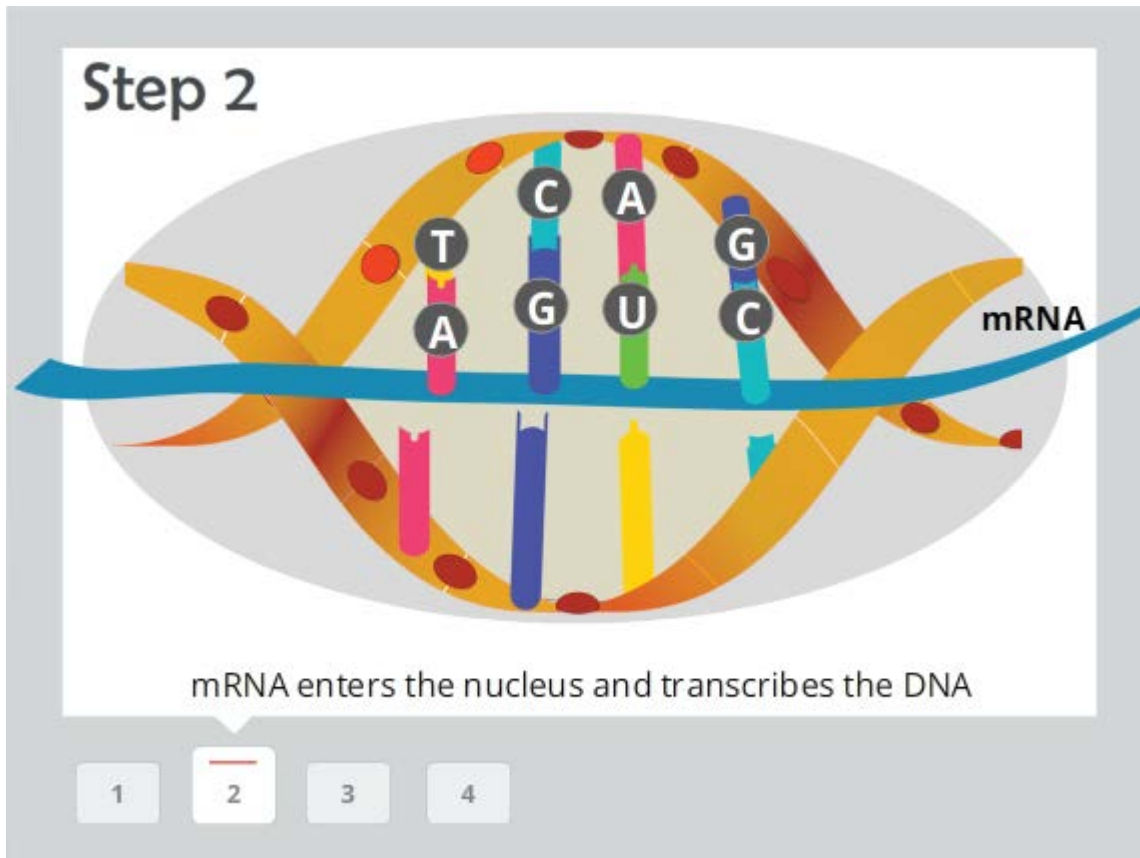 Step 2
T C A G
A G U C
mRNA
mRNA enters the nucleus and transcribes the DNA
1 2 3 4